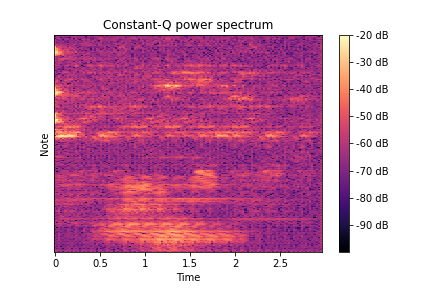 Constant-Q power spectrum
Note
0
0.5
1
1.5
2
2.5
Time
-20 dB
-30 dB
-40 dB
-50 dB
-60 dB
-70 dB
-80 dB
-90 dB